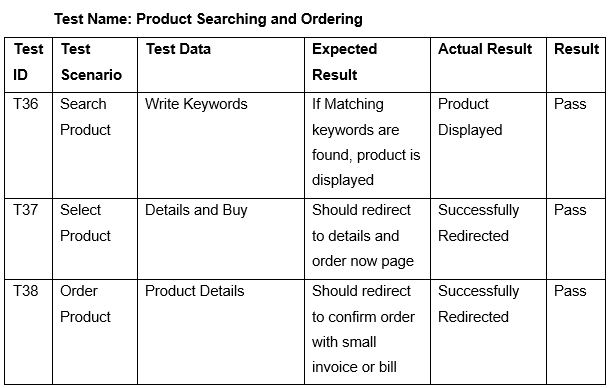 Test Name: Product Searching and Ordering
Test ID | Test Scenario | Test Data | Expected Result | Actual Result | Result
T36 | Search Product | Write Keywords | If Matching keywords are found, product is displayed | Product Displayed | Pass
T37 | Select Product | Details and Buy | Should redirect to details and order now page | Successfully Redirected | Pass
T38 | Order Product | Product Details | Should redirect to confirm order with small invoice or bill | Successfully Redirected | Pass